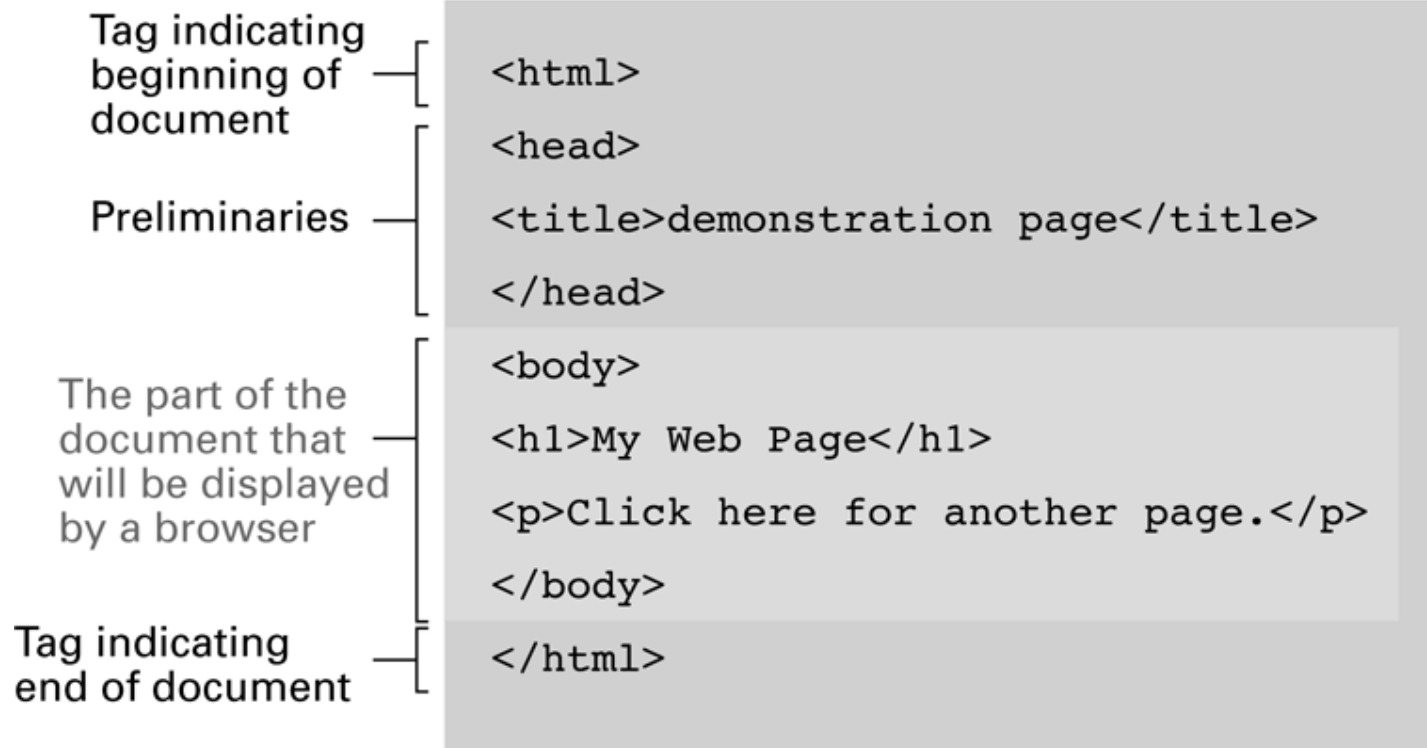 Tag indicating
beginning of
document
<html>
<head>
Preliminaries
<title>demonstration page</title>
</head>
The part of the
document that
will be displayed
by a browser
<body>
<h1>My Web Page</h1>
<p>Click here for another page.</p>
</body>
Tag indicating
end of document
</html>